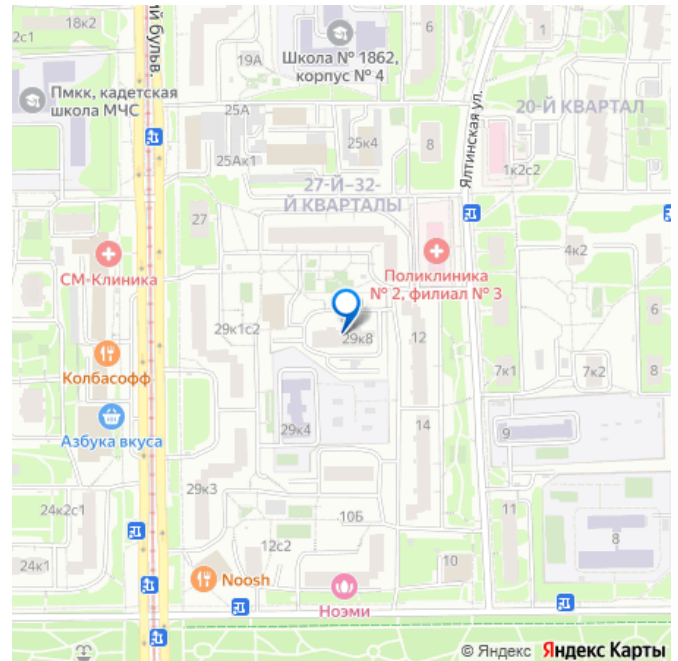 18к2
2с1
ий бульв.
19А
Школа № 1862,
корпус № 4
6
1
Пмкк, кадетская
школа МЧС
25А
25к4
8
Ялтинская ул.
20-Й КВАРТАЛ
1к2с2
25Ак1
27-Й–32-
Й КВАРТАЛЫ
27
СМ-Клиника
Поликлиника
№ 2, филиал № 3
4к2
6
29к1с2
29к8
12
7к1
7к2
8
Колбасофф
Азбука вкуса
29к4
14
9
29к3
24к2с1
10Б
11
8
24к1
12с2
10
Noosh
Ноэми
© Яндекс Яндекс Карты